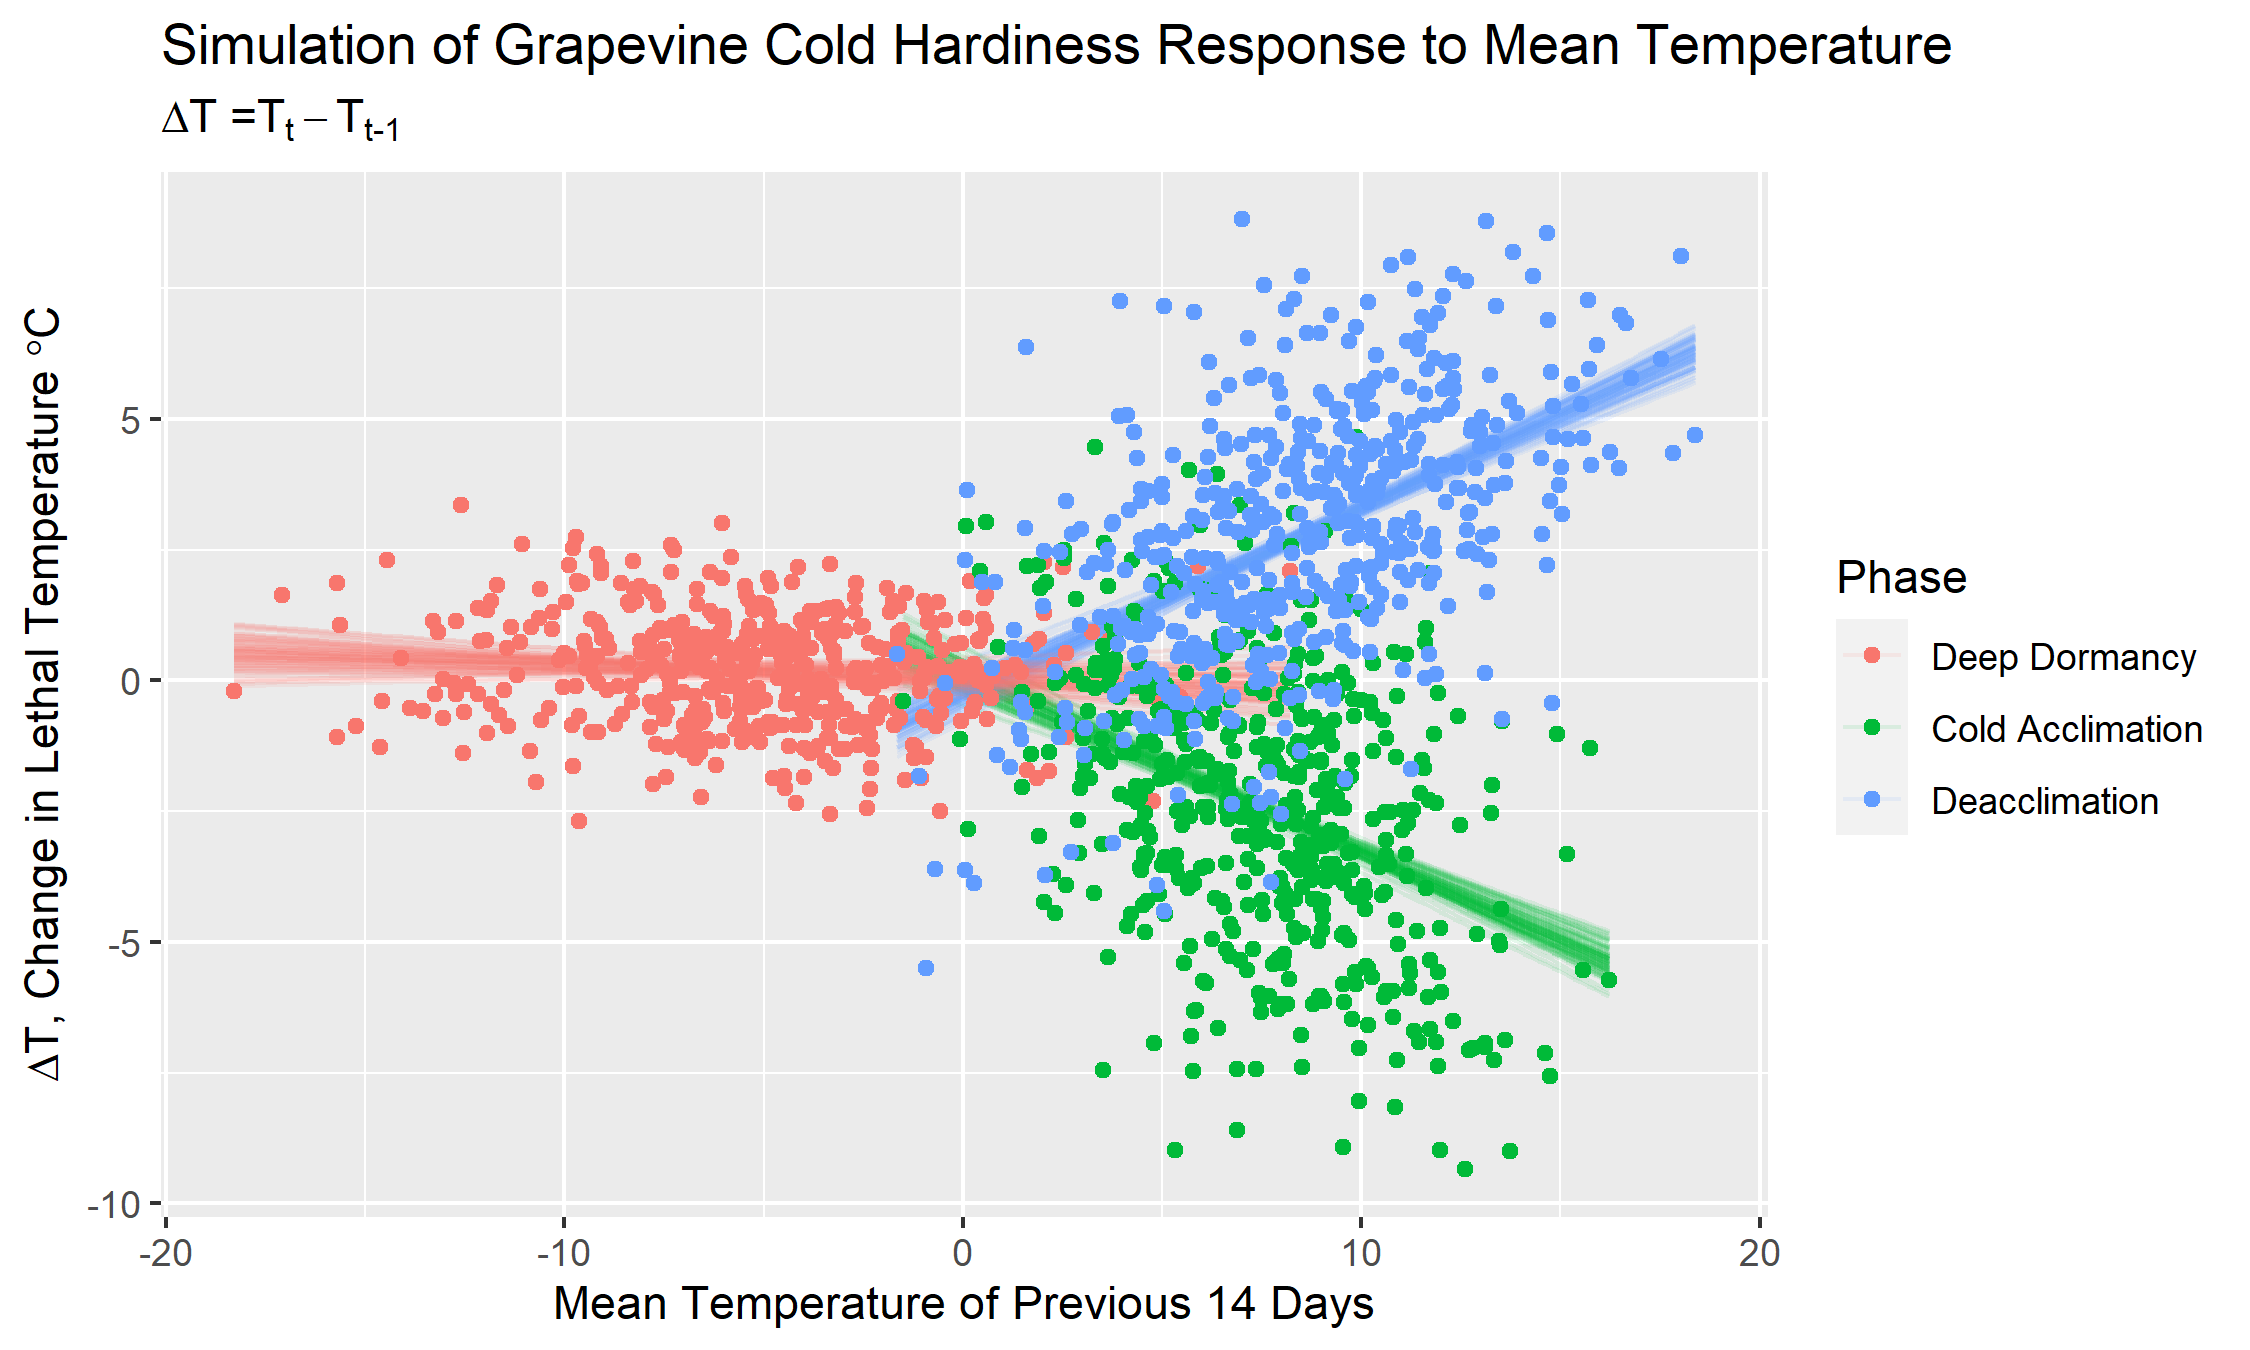 Simulation of Grapevine Cold Hardiness Response to Mean Temperature
ΔT =Tₜ − Tₜ₋₁
ΔT, Change in Lethal Temperature °C
5
0
-5
-10
-20
-10
0
10
20
Mean Temperature of Previous 14 Days
Phase
Deep Dormancy
Cold Acclimation
Deacclimation